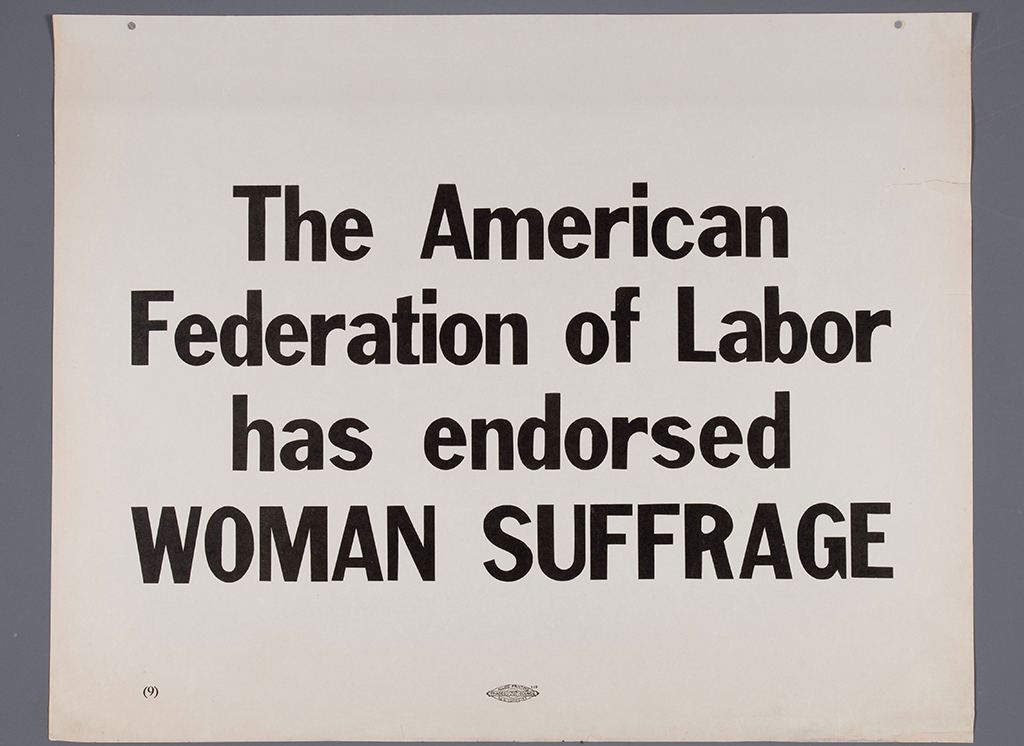 The American
Federation of Labor
has endorsed
WOMAN SUFFRAGE
(9)